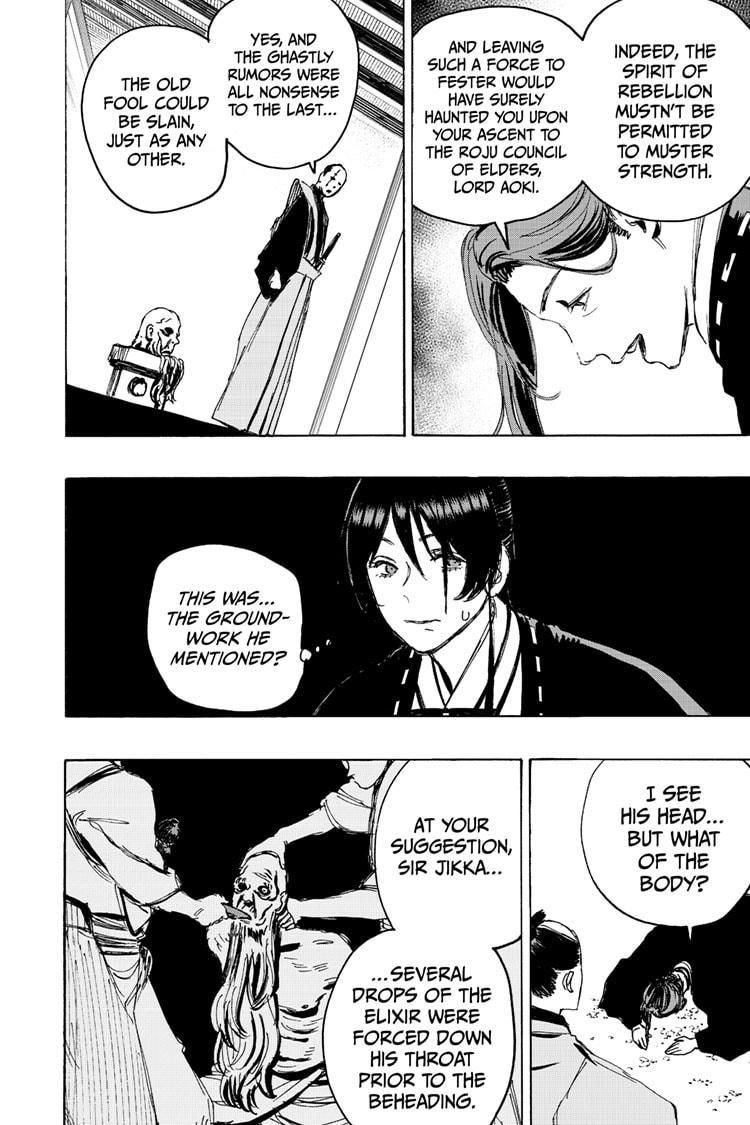 INDEED, THE
SPIRIT OF
REBELLION
MUSTN'T BE
PERMITTED
TO MUSTER
STRENGTH.
AND LEAVING
SUCH A FORCE TO
FESTER WOULD
HAVE SURELY
HAUNTED YOU UPON
YOUR ASCENT TO
THE ROJU COUNCIL
OF ELDERS,
LORD AOKI.
YES, AND
THE GHASTLY
RUMORS WERE
ALL NONSENSE
TO THE LAST...
THE OLD
FOOL COULD
BE SLAIN,
JUST AS ANY
OTHER.
THIS WAS...
THE GROUND-
WORK HE
MENTIONED?
I SEE
HIS HEAD...
BUT WHAT
OF THE
BODY?
AT YOUR
SUGGESTION,
SIR JIKKA...
...SEVERAL
DROPS OF THE
ELIXIR WERE
FORCED DOWN
HIS THROAT
PRIOR TO THE
BEHEADING.